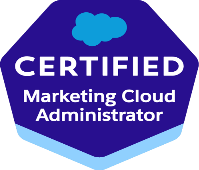 CERTIFIED
Marketing Cloud
Administrator